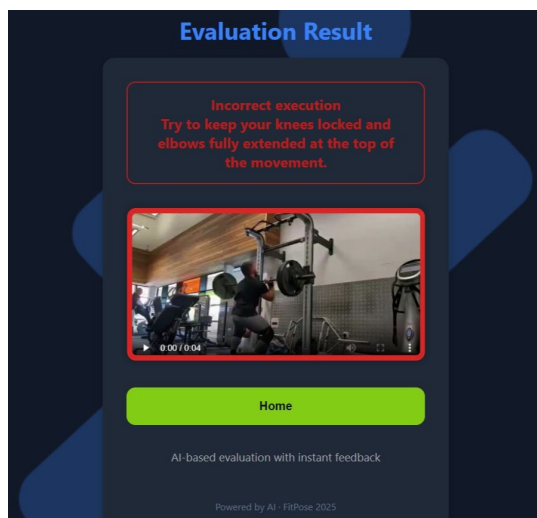 Evaluation Result
Incorrect execution
Try to keep your knees locked and
elbows fully extended at the top of
the movement.
0:00 / 0:04
Home
AI-based evaluation with instant feedback
Powered by AI · FitPose 2025